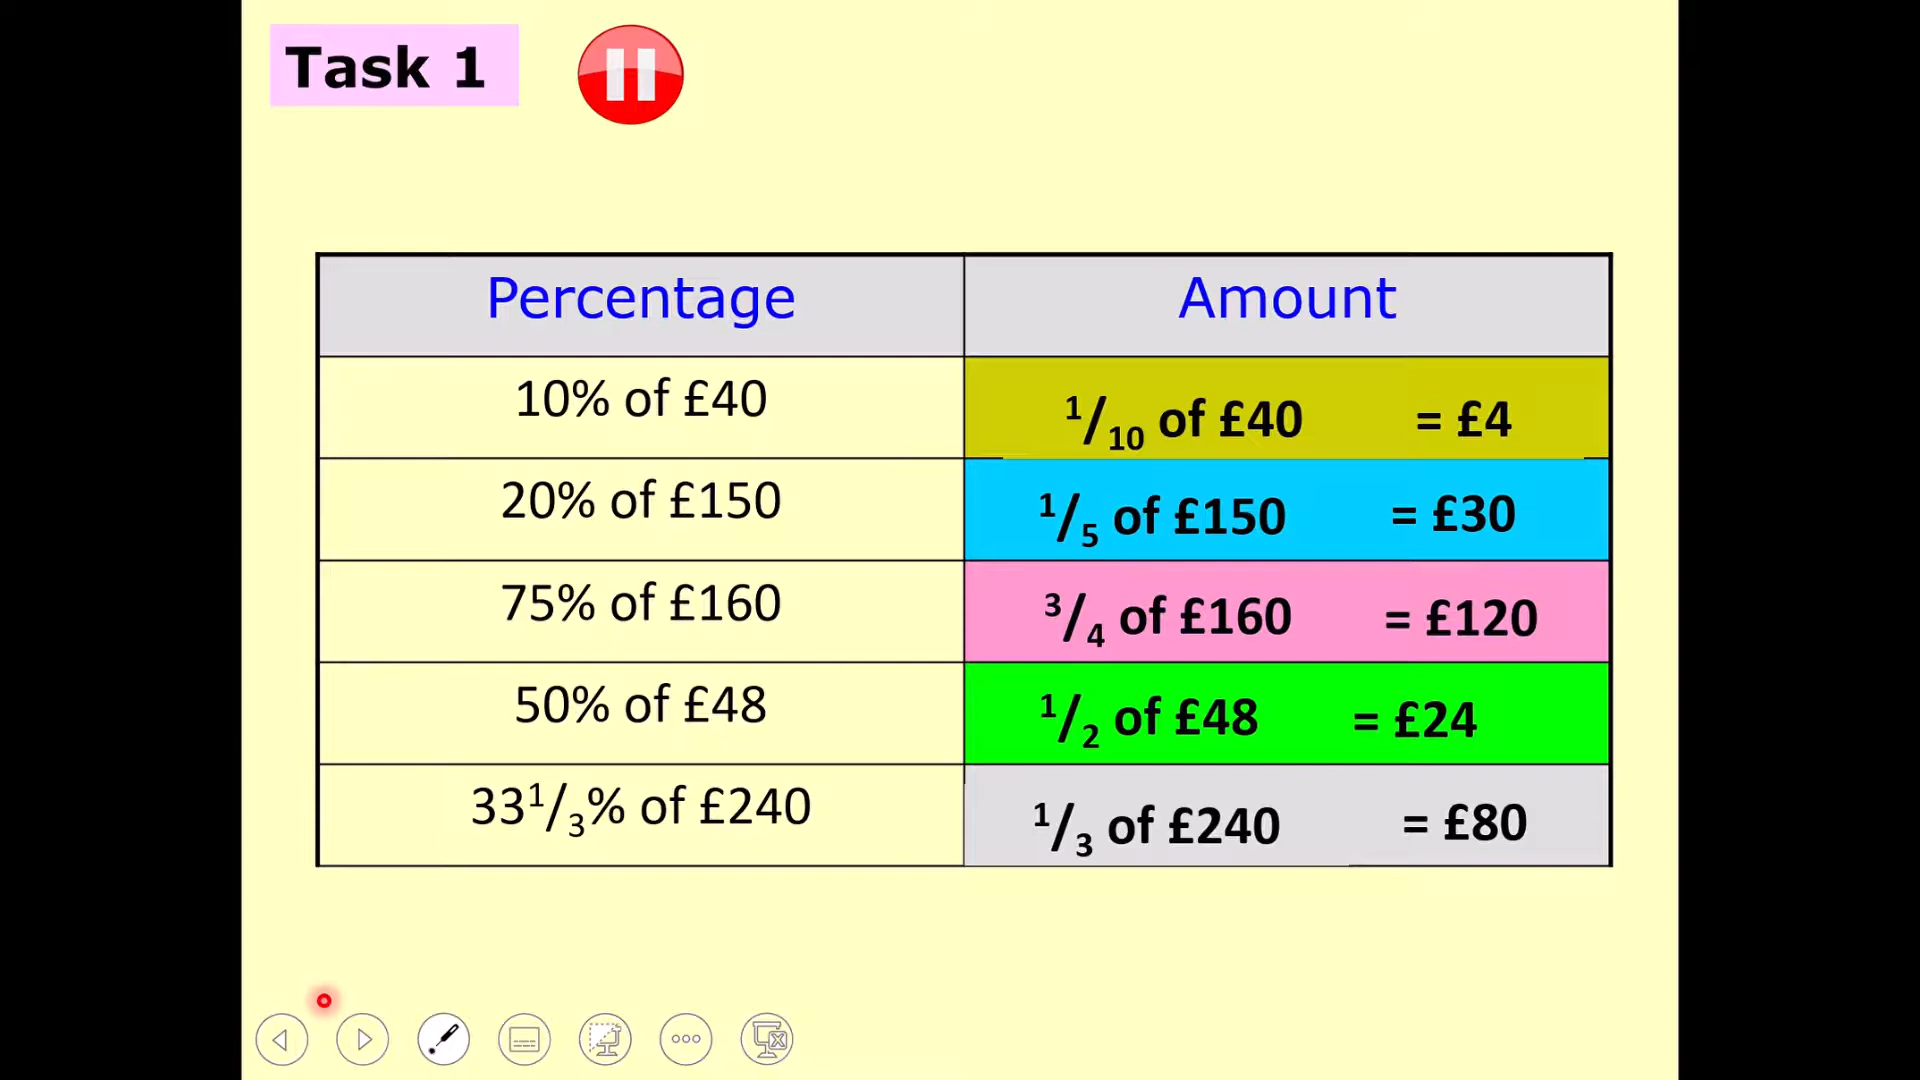 Task 1
Percentage Amount
10% of £40 ¹/₁₀ of £40 = £4
20% of £150 ¹/₅ of £150 = £30
75% of £160 ³/₄ of £160 = £120
50% of £48 ¹/₂ of £48 = £24
33¹/₃% of £240 ¹/₃ of £240 = £80